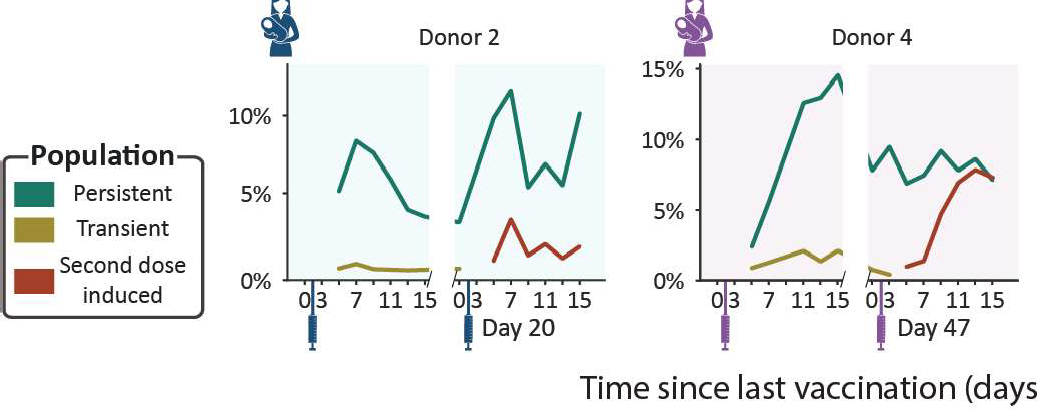 Donor 2
Donor 4
15%
10%
10%
5%
5%
0%
0%
Population
Persistent
Transient
Second dose
induced
0 3 7 11 15 0 3 7 11 15
0 3 7 11 15 0 3 7 11 15
Day 20
Day 47
Time since last vaccination (days